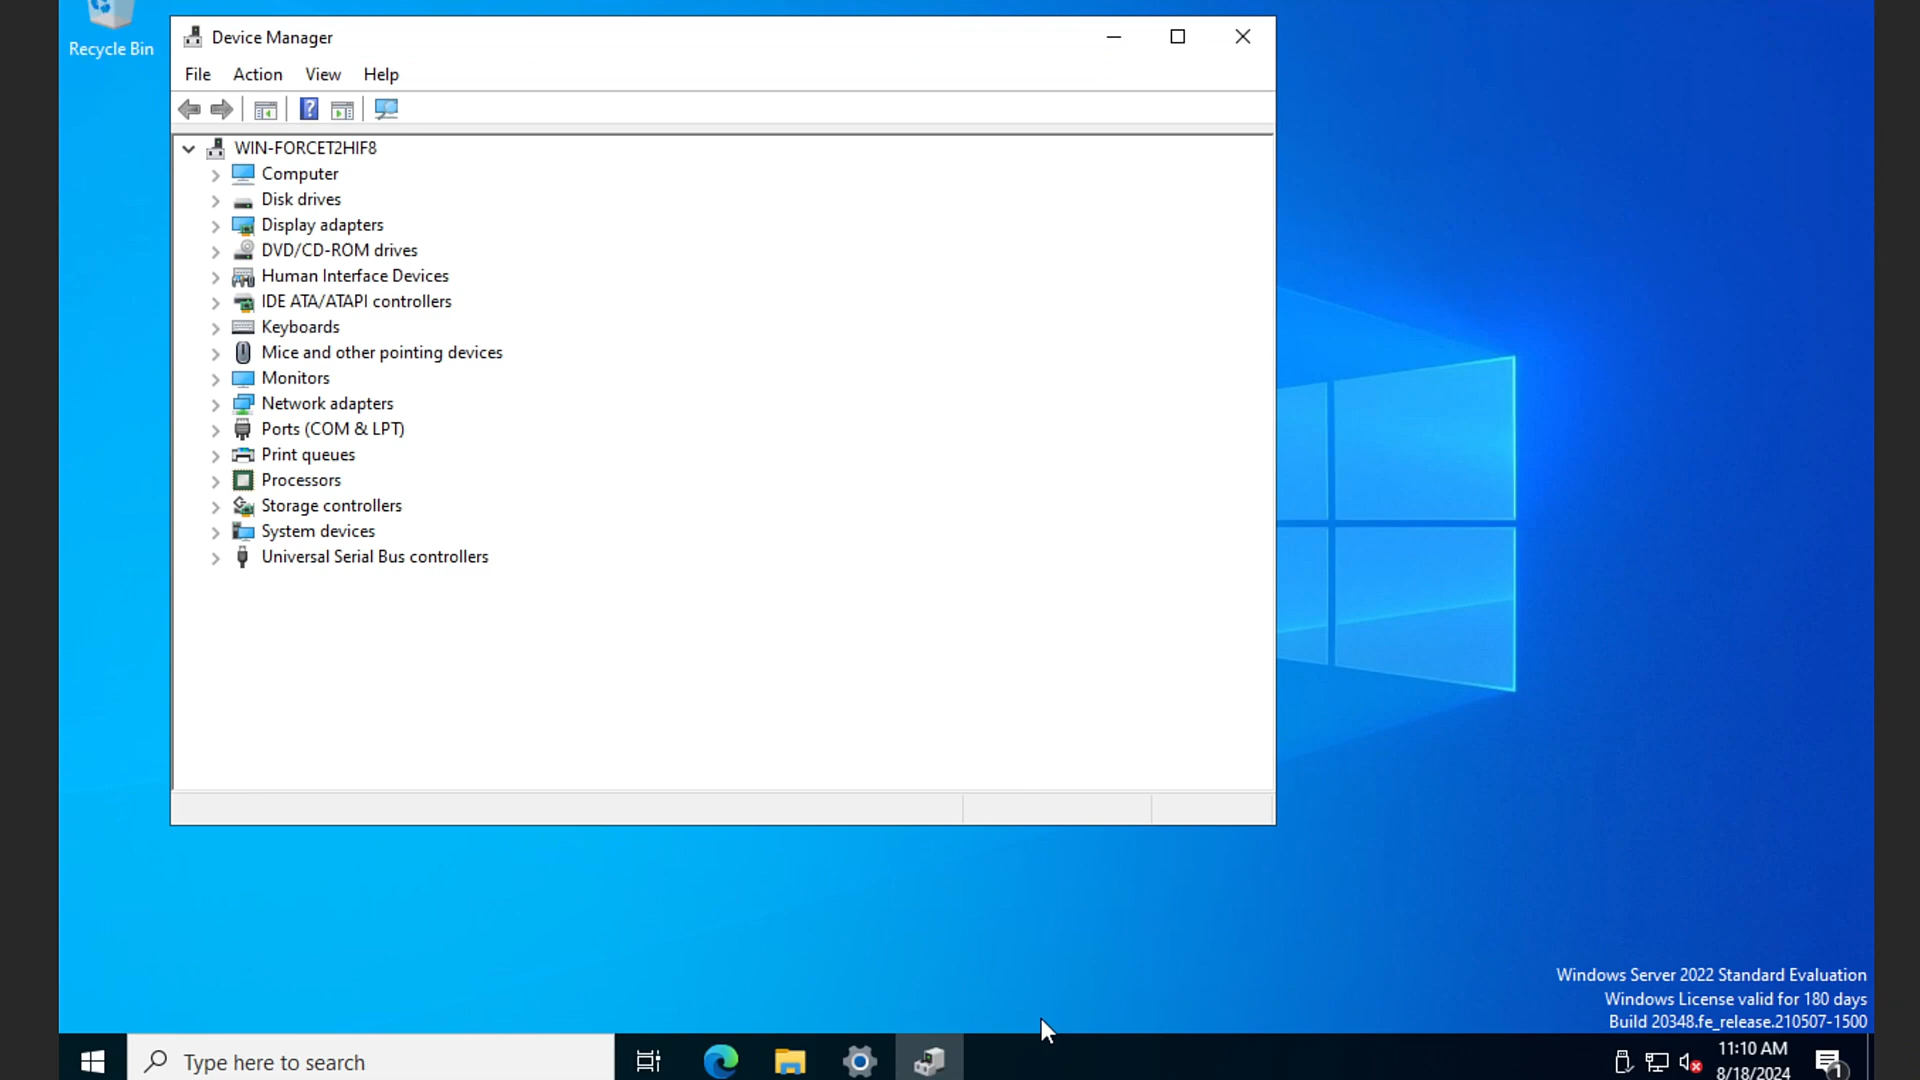 Recycle Bin
Device Manager
File Action View Help
WIN-FORCET2HIF8
Computer
Disk drives
Display adapters
DVD/CD-ROM drives
Human Interface Devices
IDE ATA/ATAPI controllers
Keyboards
Mice and other pointing devices
Monitors
Network adapters
Ports (COM & LPT)
Print queues
Processors
Storage controllers
System devices
Universal Serial Bus controllers
Windows Server 2022 Standard Evaluation
Windows License valid for 180 days
Build 20348.fe_release.210507-1500
Type here to search
11:10 AM
8/18/2024
1